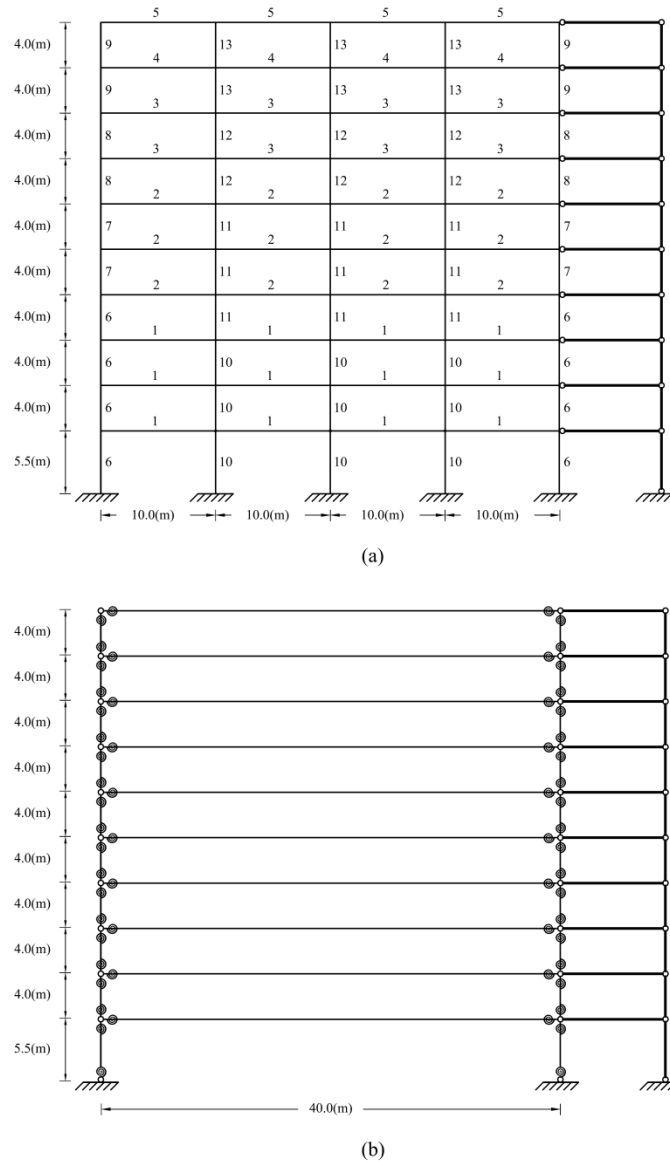 5 5 5 5
4.0(m) 9 13 13 13 9
4 4 4 4
4.0(m) 9 13 13 13 9
3 3 3 3
4.0(m) 8 12 12 12 8
3 3 3 3
4.0(m) 8 12 12 12 8
2 2 2 2
4.0(m) 7 11 11 11 7
2 2 2 2
4.0(m) 7 11 11 11 7
2 2 2 2
4.0(m) 6 11 11 11 6
1 1 1 1
4.0(m) 6 10 10 10 6
1 1 1 1
4.0(m) 6 10 10 10 6
1 1 1 1
5.5(m) 6 10 10 10 6
10.0(m) 10.0(m) 10.0(m) 10.0(m)
(a)
4.0(m)
4.0(m)
4.0(m)
4.0(m)
4.0(m)
4.0(m)
4.0(m)
4.0(m)
4.0(m)
5.5(m)
40.0(m)
(b)